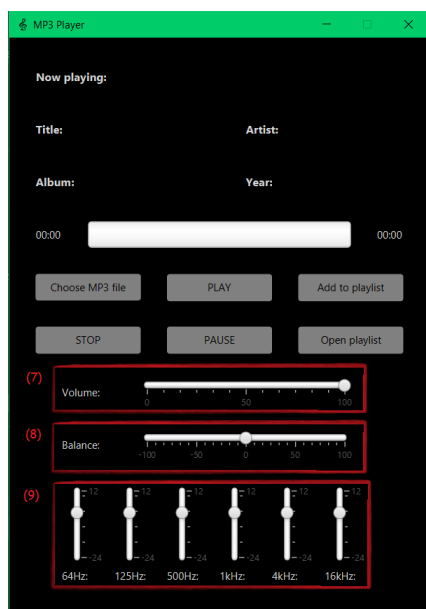 MP3 Player
Now playing:
Title: Artist:
Album: Year:
00:00 00:00
Choose MP3 file PLAY Add to playlist
STOP PAUSE Open playlist
(7) Volume:
0 50 100
(8) Balance:
-100 -50 0 50 100
(9) 12 12 12 12 12 12
-24 -24 -24 -24 -24 -24
64Hz: 125Hz: 500Hz: 1kHz: 4kHz: 16kHz: